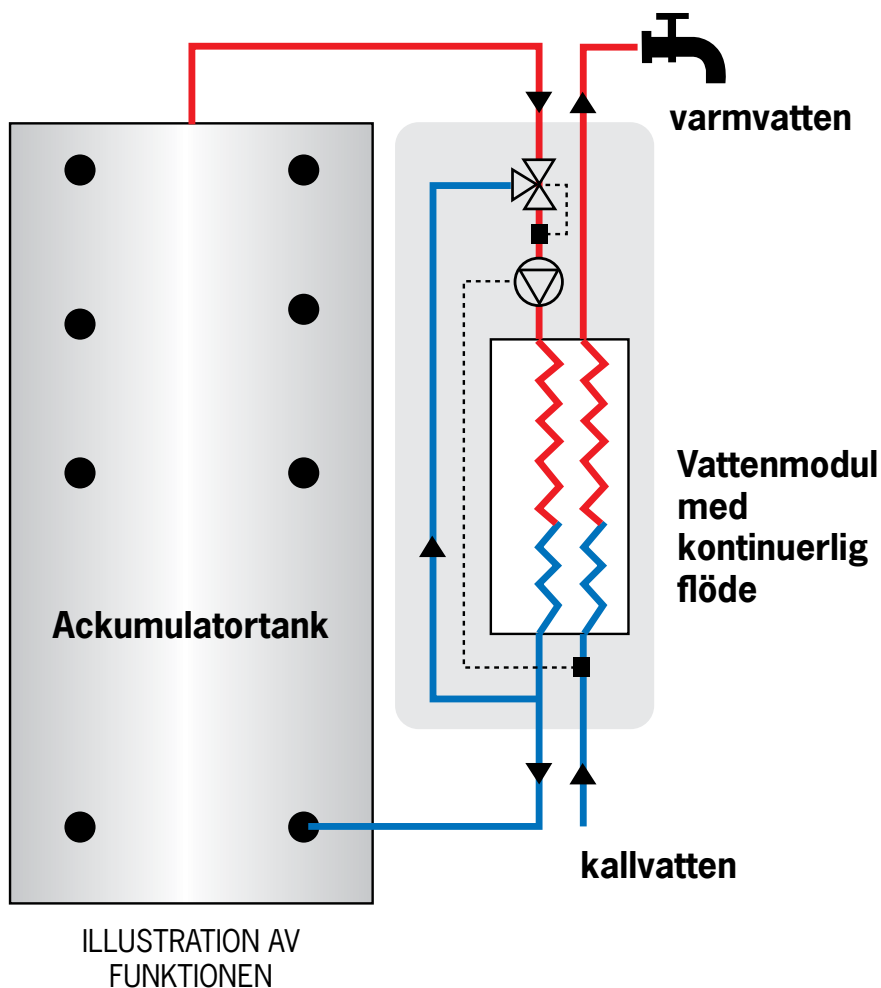 varmvatten
Vattenmodul
med
kontinuerlig
flöde
Ackumulatortank
kallvatten
ILLUSTRATION AV
FUNKTIONEN